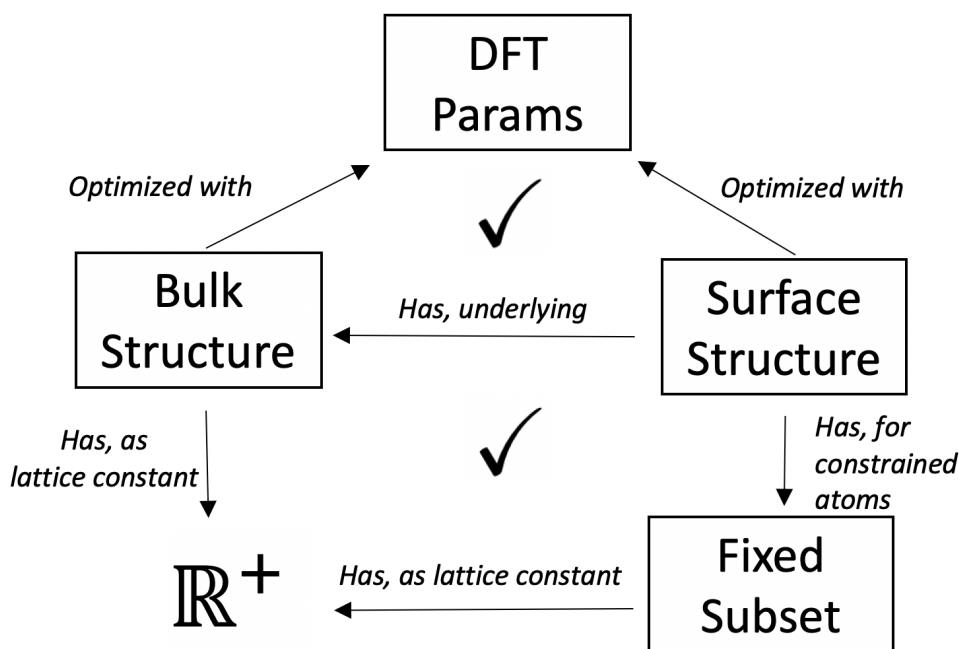 DFT
Params
Optimized with
Optimized with
Bulk
Structure
Has, underlying
Surface
Structure
Has, as
lattice constant
Has, for
constrained
atoms
ℝ⁺
Has, as lattice constant
Fixed
Subset